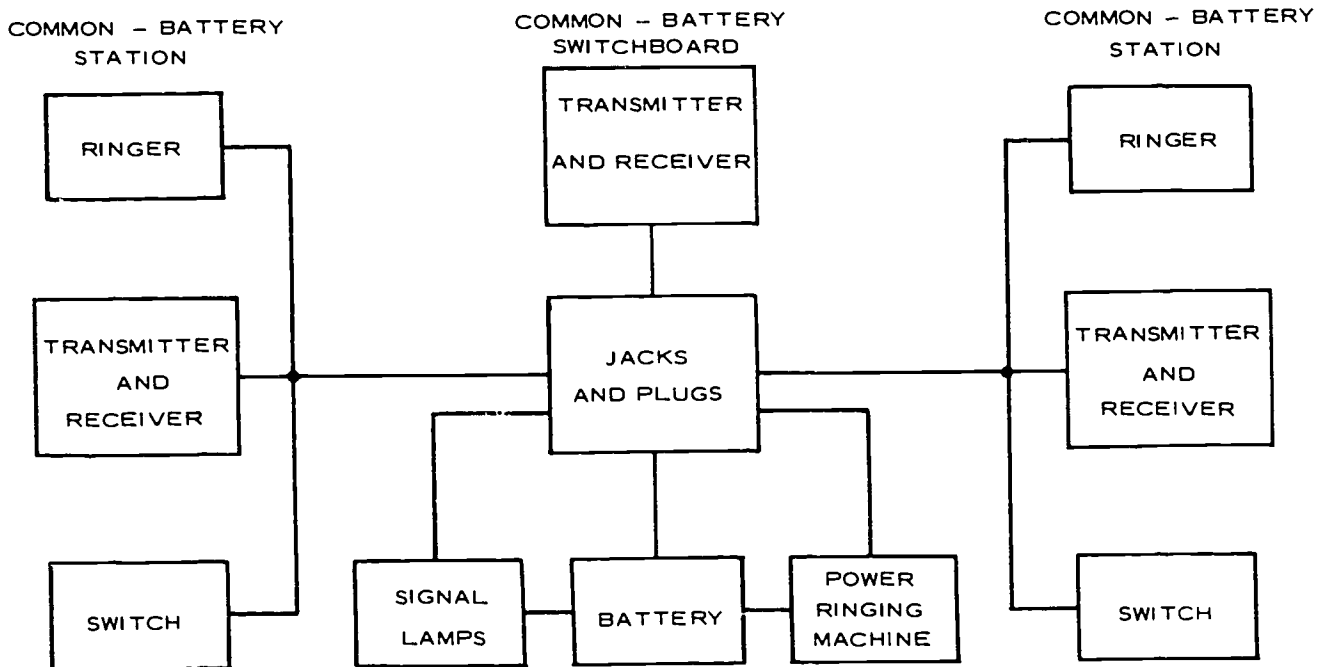 COMMON - BATTERY
STATION
COMMON - BATTERY
SWITCHBOARD
COMMON - BATTERY
STATION
RINGER
TRANSMITTER
AND RECEIVER
RINGER
TRANSMITTER
AND
RECEIVER
JACKS
AND PLUGS
TRANSMITTER
AND
RECEIVER
SWITCH
SIGNAL
LAMPS
BATTERY
POWER
RINGING
MACHINE
SWITCH